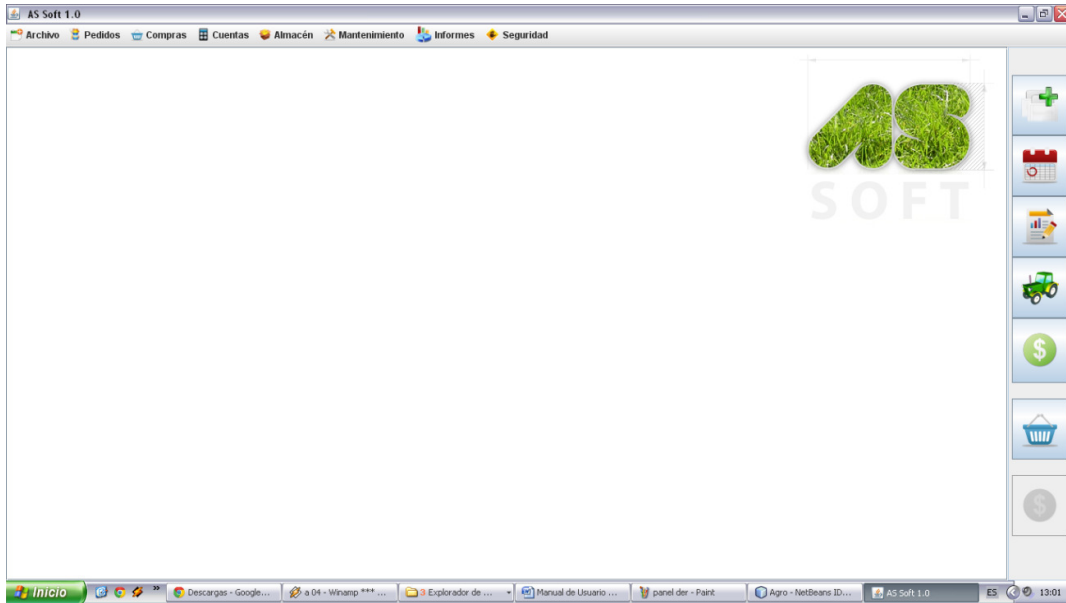 AS Soft 1.0
Archivo Pedidos Compras Cuentas Almacén Mantenimiento Informes Seguridad
AS
SOFT
Inicio » Descargas - Google... a 04 - Winamp *** ... 3 Explorador de ... Manual de Usuario ... panel der - Paint Agro - NetBeans ID... AS Soft 1.0 ES 13:01